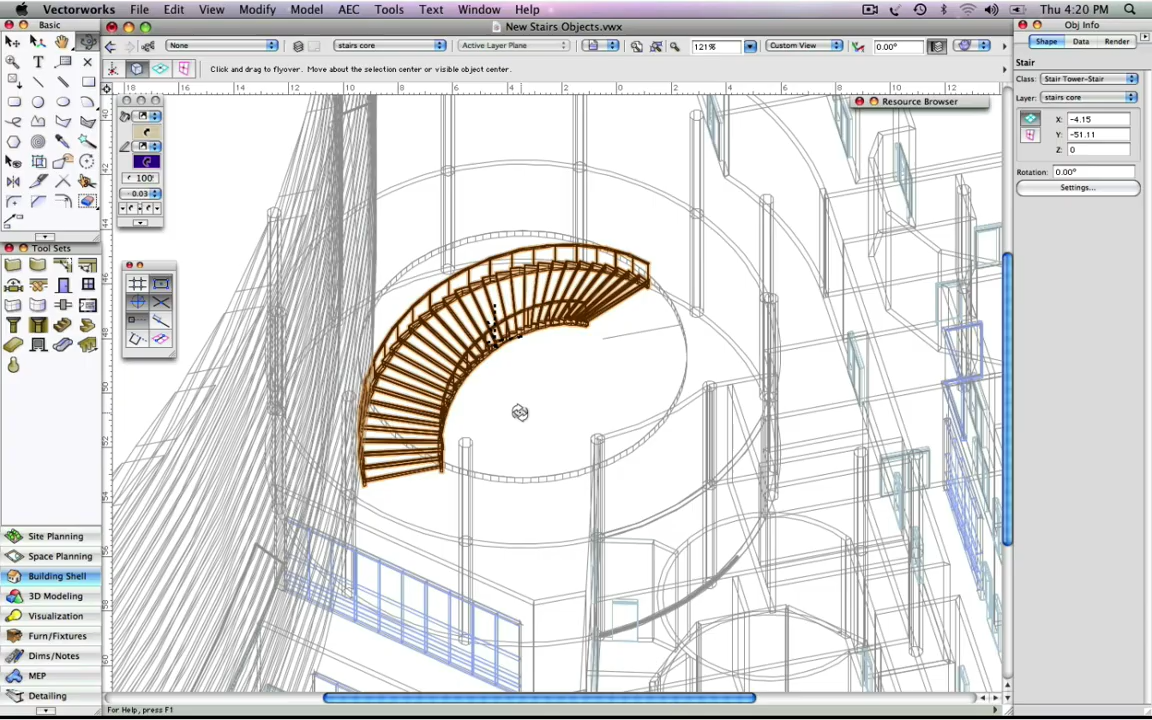 Vectorworks File Edit View Modify Model AEC Tools Text Window Help Thu 4:20 PM
Basic
New Stairs Objects.vwx
Obj Info
None
stairs core
Active Layer Plane
121%
Custom View
0.00°
Shape Data Render
Click and drag to flyover. Move about the selection center or visible object center.
Stair
Class: Stair Tower-Stair
Layer: stairs core
Resource Browser
X: -4.15
Y: -51.11
Z: 0
Rotation: 0.00°
Settings...
100
0.03
Tool Sets
Site Planning
Space Planning
Building Shell
3D Modeling
Visualization
Furn/Fixtures
Dims/Notes
MEP
Detailing
For Help, press F1